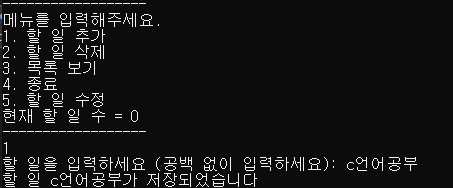 ------------------
메뉴를 입력해주세요.
1. 할 일 추가
2. 할 일 삭제
3. 목록 보기
4. 종료
5. 할 일 수정
현재 할 일 수 = 0
------------------
1
할 일을 입력하세요 (공백 없이 입력하세요): c언어공부
할 일 c언어공부가 저장되었습니다